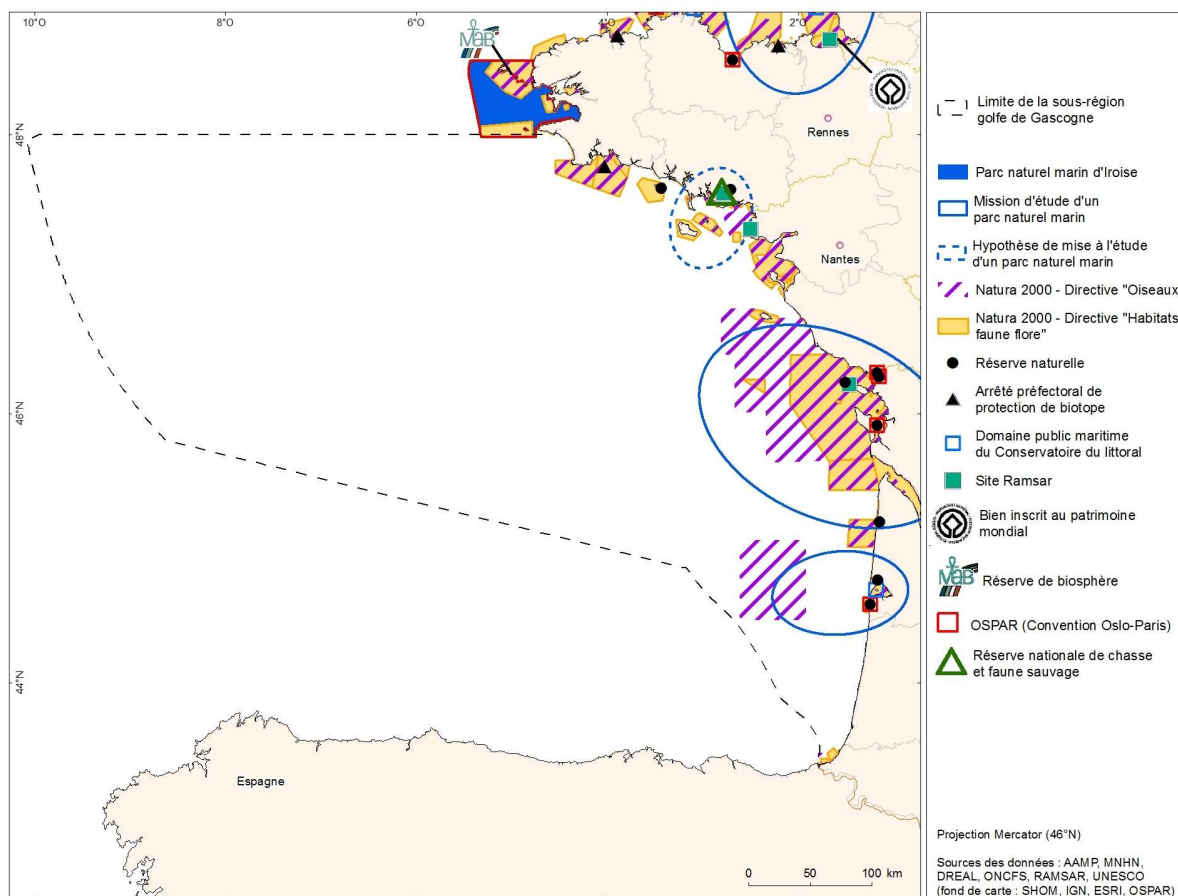 10°O
8°O
6°O
4°O
2°O
MaB
Rennes
48°N
48°N
Nantes
46°N
46°N
44°N
44°N
Espagne
0 50 100 km
Limite de la sous-région
golfe de Gascogne
Parc naturel marin d'Iroise
Mission d'étude d'un
parc naturel marin
Hypothèse de mise à l'étude
d'un parc naturel marin
Natura 2000 - Directive "Oiseaux
Natura 2000 - Directive "Habitats
faune flore"
Réserve naturelle
Arrêté préfectoral de
protection de biotope
Domaine public maritime
du Conservatoire du littoral
Site Ramsar
Bien inscrit au patrimoine
mondial
MaB
Réserve de biosphère
OSPAR (Convention Oslo-Paris)
Réserve nationale de chasse
et faune sauvage
Projection Mercator (46°N)
Sources des données : AAMP, MNHN,
DREAL, ONCFS, RAMSAR, UNESCO
(fond de carte : SHOM, IGN, ESRI, OSPAR)